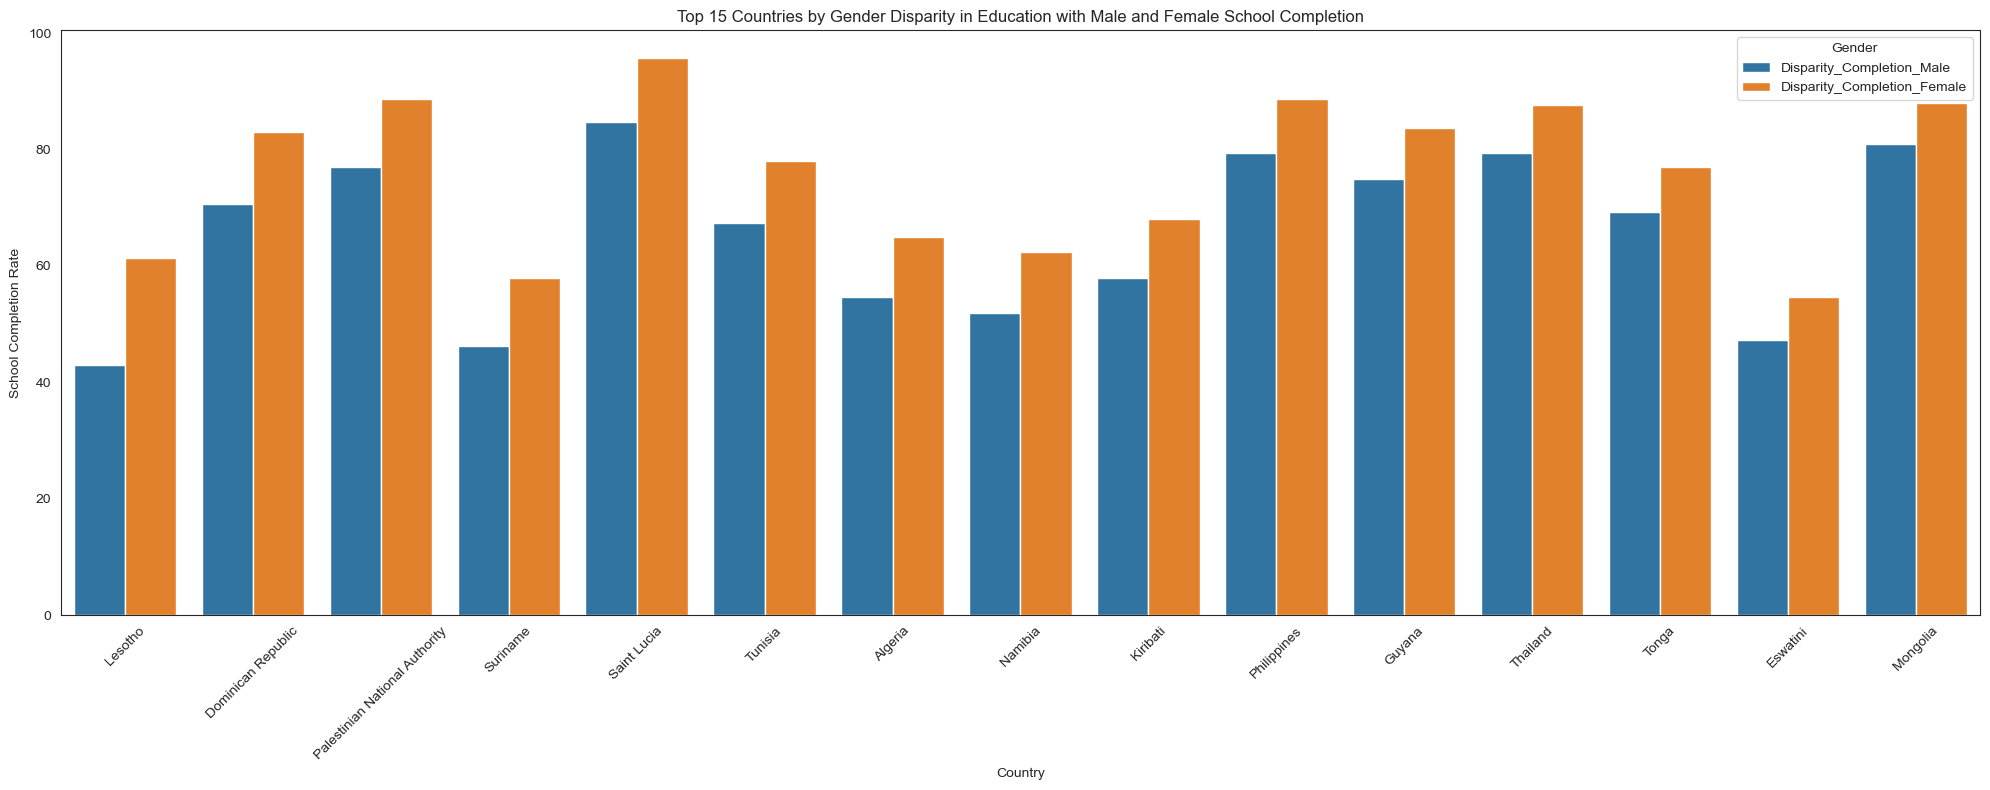 Top 15 Countries by Gender Disparity in Education with Male and Female School Completion
Gender
Disparity_Completion_Male
Disparity_Completion_Female
School Completion Rate
100
80
60
40
20
0
Lesotho
Dominican Republic
Palestinian National Authority
Suriname
Saint Lucia
Tunisia
Algeria
Namibia
Kiribati
Philippines
Guyana
Thailand
Tonga
Eswatini
Mongolia
Country